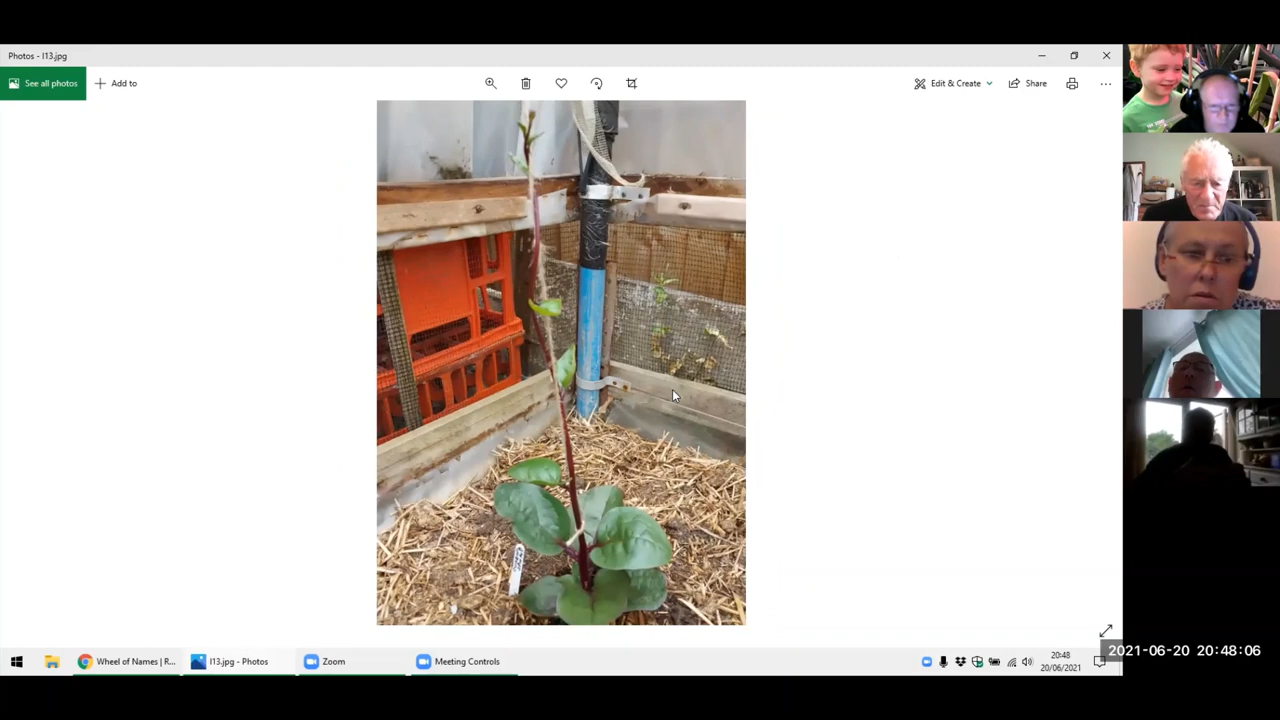 Photos - I13.jpg
See all photos
Add to
Edit & Create
Share
Wheel of Names | R...
I13.jpg - Photos
Zoom
Meeting Controls
20:48
20/06/2021
2021-06-20 20:48:06